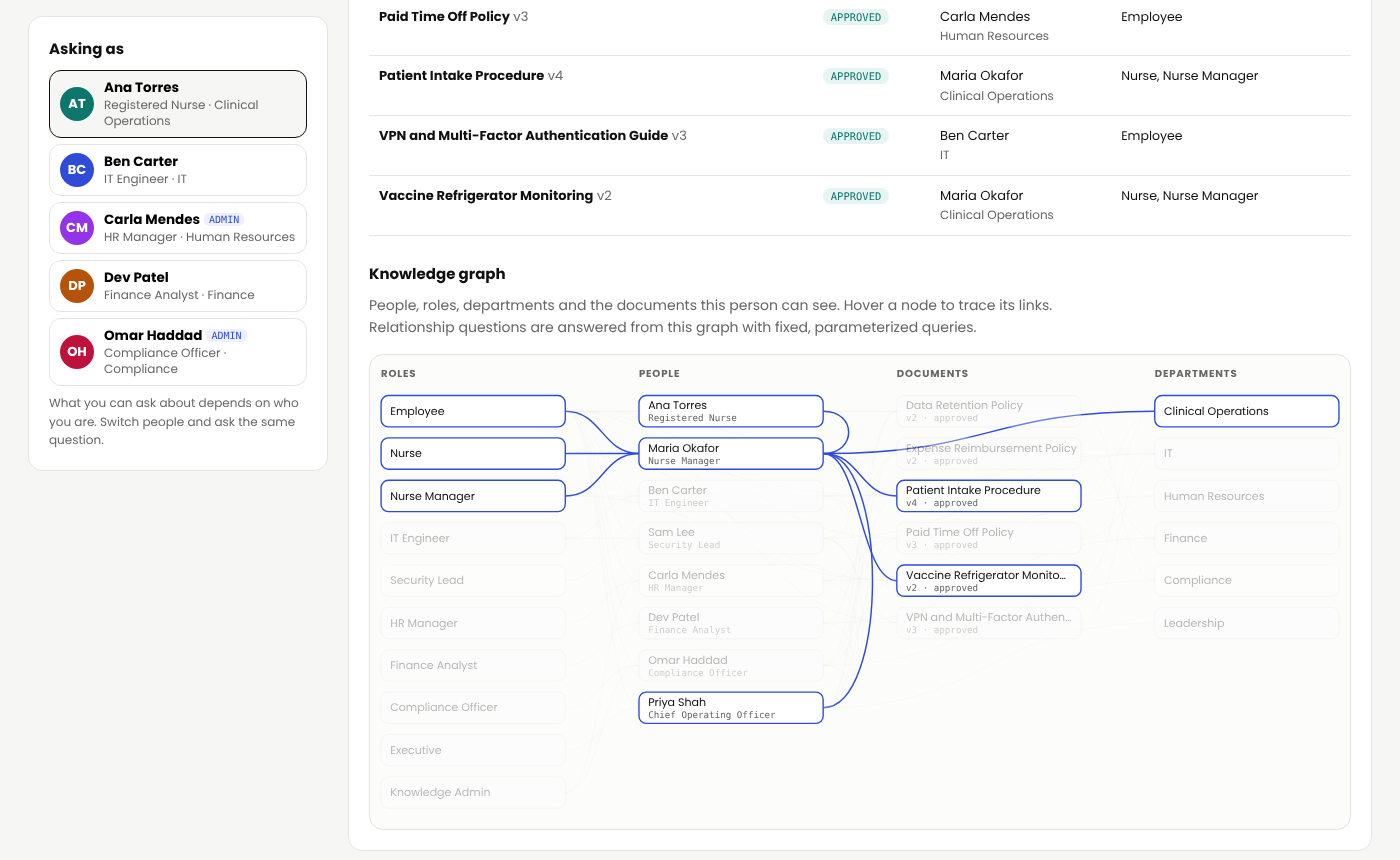 Asking as
AT
Ana Torres
Registered Nurse · Clinical
Operations
BC
Ben Carter
IT Engineer · IT
CM
Carla Mendes ADMIN
HR Manager · Human Resources
DP
Dev Patel
Finance Analyst · Finance
OH
Omar Haddad ADMIN
Compliance Officer ·
Compliance
What you can ask about depends on who
you are. Switch people and ask the same
question.
Paid Time Off Policy v3 APPROVED Carla Mendes Employee
Human Resources
Patient Intake Procedure v4 APPROVED Maria Okafor Nurse, Nurse Manager
Clinical Operations
VPN and Multi-Factor Authentication Guide v3 APPROVED Ben Carter Employee
IT
Vaccine Refrigerator Monitoring v2 APPROVED Maria Okafor Nurse, Nurse Manager
Clinical Operations
Knowledge graph
People, roles, departments and the documents this person can see. Hover a node to trace its links.
Relationship questions are answered from this graph with fixed, parameterized queries.
ROLES
Employee
Nurse
Nurse Manager
IT Engineer
Security Lead
HR Manager
Finance Analyst
Compliance Officer
Executive
Knowledge Admin
PEOPLE
Ana Torres
Registered Nurse
Maria Okafor
Nurse Manager
Ben Carter
IT Engineer
Sam Lee
Security Lead
Carla Mendes
HR Manager
Dev Patel
Finance Analyst
Omar Haddad
Compliance Officer
Priya Shah
Chief Operating Officer
DOCUMENTS
Data Retention Policy
v2 · approved
Expense Reimbursement Policy
v2 · approved
Patient Intake Procedure
v4 · approved
Paid Time Off Policy
v3 · approved
Vaccine Refrigerator Monito…
v2 · approved
VPN and Multi-Factor Authen…
v3 · approved
DEPARTMENTS
Clinical Operations
IT
Human Resources
Finance
Compliance
Leadership